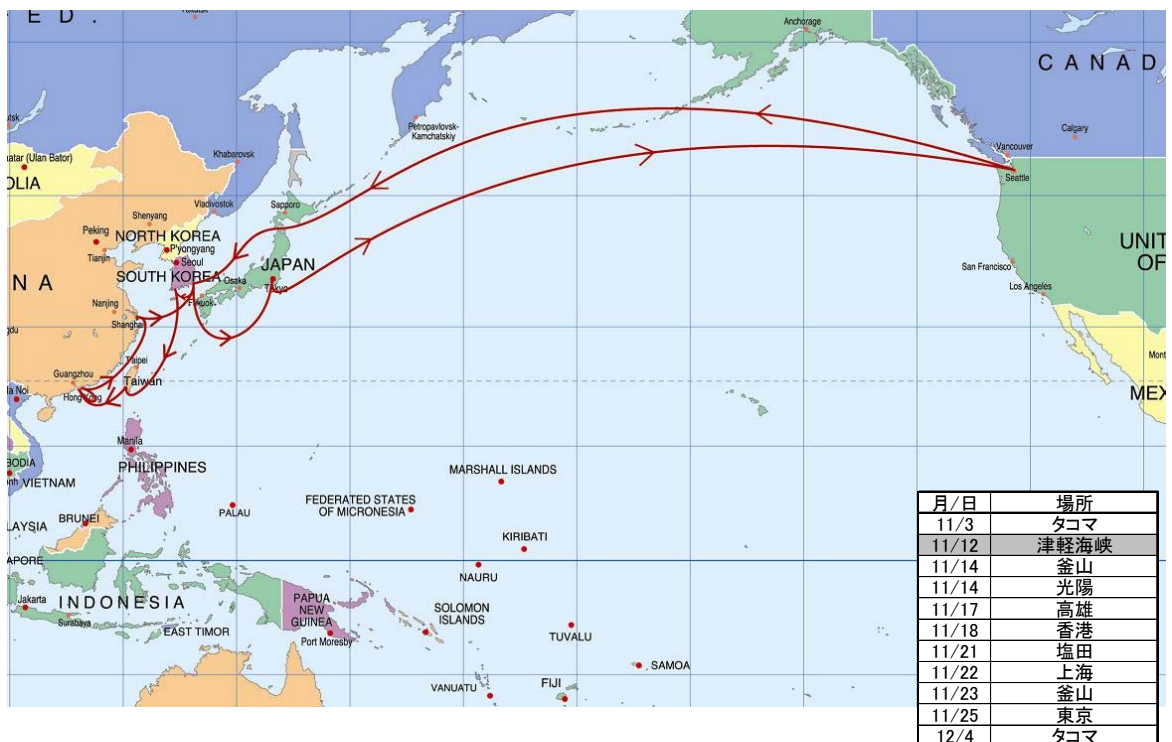 E D .
Anchorage
C A N A D
Petropavlovsk-
Kamchatskiy
Calgary
Vancouver
Seattle
atar (Ulan Bator)
OLIA
Khabarovsk
Vladivostok
Sapporo
Shenyang
Peking
NORTH KOREA
P'yongyang
Tianjin
Seoul
SOUTH KOREA
JAPAN
Osaka
Tokyo
N A
Nanjing
Fukuok
Shanghai
UNIT
OF
San Francisco
Los Angeles
Taipei
Guangzhou
Taiwan
Hong Kong
Ha Noi
Mont
MEX
Manila
PHILIPPINES
BODIA
nh VIETNAM
MARSHALL ISLANDS
FEDERATED STATES
OF MICRONESIA
PALAU
BRUNEI
LAYSIA
KIRIBATI
GAPORE
NAURU
Jakarta
INDONESIA
Surabaya
PAPUA
NEW
GUINEA
SOLOMON
ISLANDS
EAST TIMOR
Port Moresby
TUVALU
SAMOA
VANUATU
FIJI
月/日 場所
11/3 タコマ
11/12 津軽海峡
11/14 釜山
11/14 光陽
11/17 高雄
11/18 香港
11/21 塩田
11/22 上海
11/23 釜山
11/25 東京
12/4 タコマ